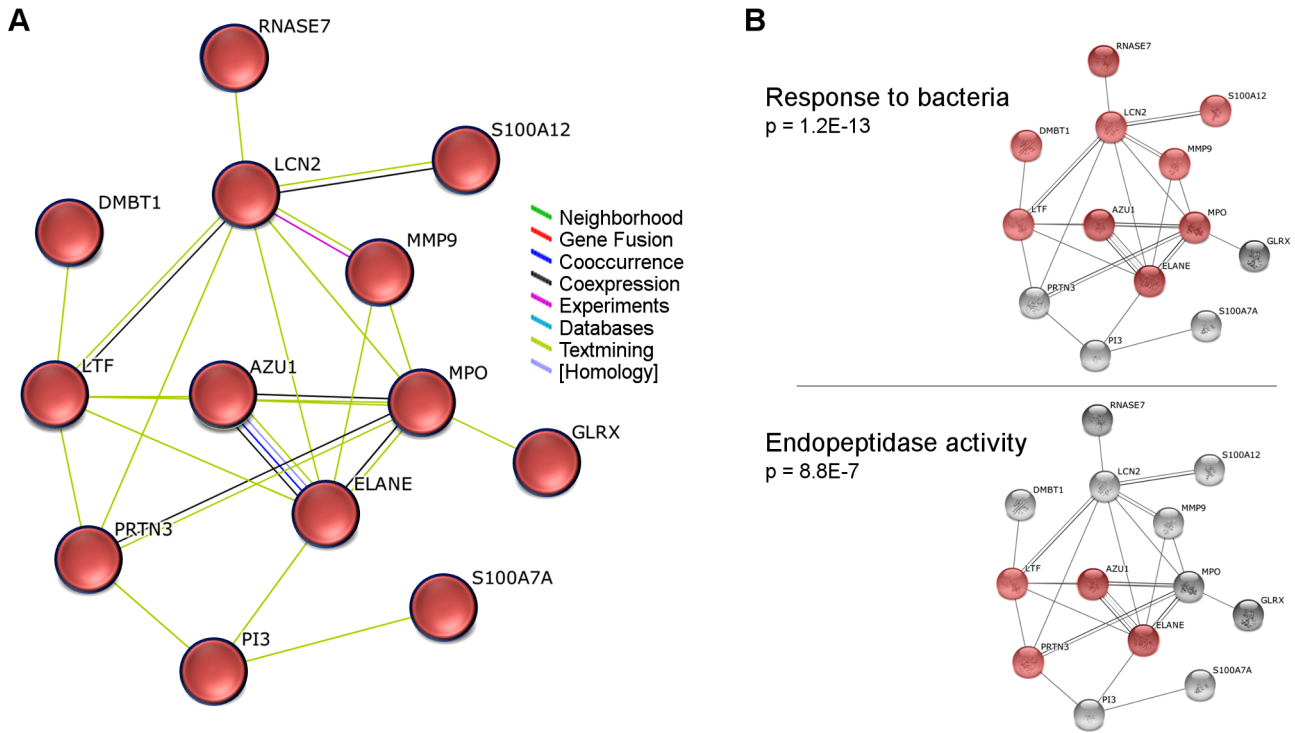 A
RNASE7
S100A12
LCN2
DMBT1
MMP9
Neighborhood
Gene Fusion
Cooccurrence
Coexpression
Experiments
Databases
Textmining
[Homology]
LTF
AZU1
MPO
GLRX
ELANE
PRTN3
S100A7A
PI3
B
Response to bacteria
p = 1.2E-13
RNASE7
S100A12
LCN2
DMBT1
MMP9
LTF
AZU1
MPO
GLRX
ELANE
PRTN3
S100A7A
PI3
Endopeptidase activity
p = 8.8E-7
RNASE7
S100A12
LCN2
DMBT1
MMP9
LTF
AZU1
MPO
GLRX
ELANE
PRTN3
S100A7A
PI3